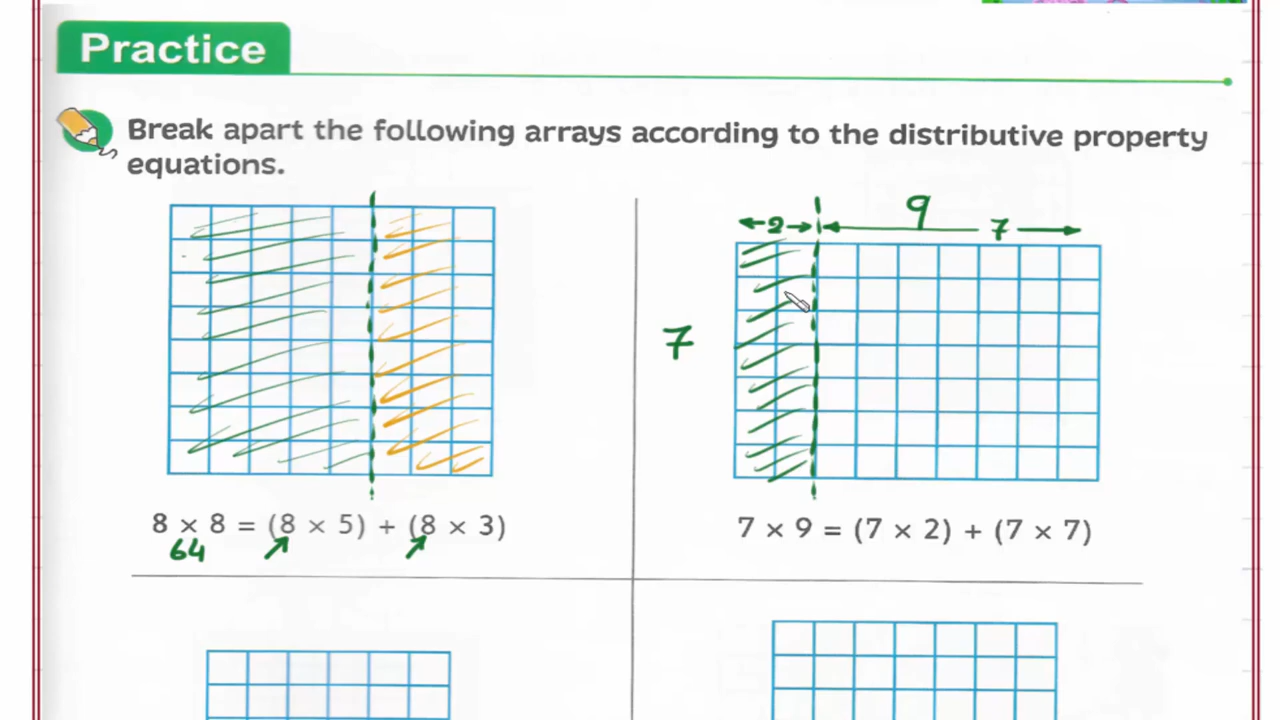 Practice
Break apart the following arrays according to the distributive property
equations.
9
2 7
7
8 × 8 = (8 × 5) + (8 × 3)
64
7 × 9 = (7 × 2) + (7 × 7)